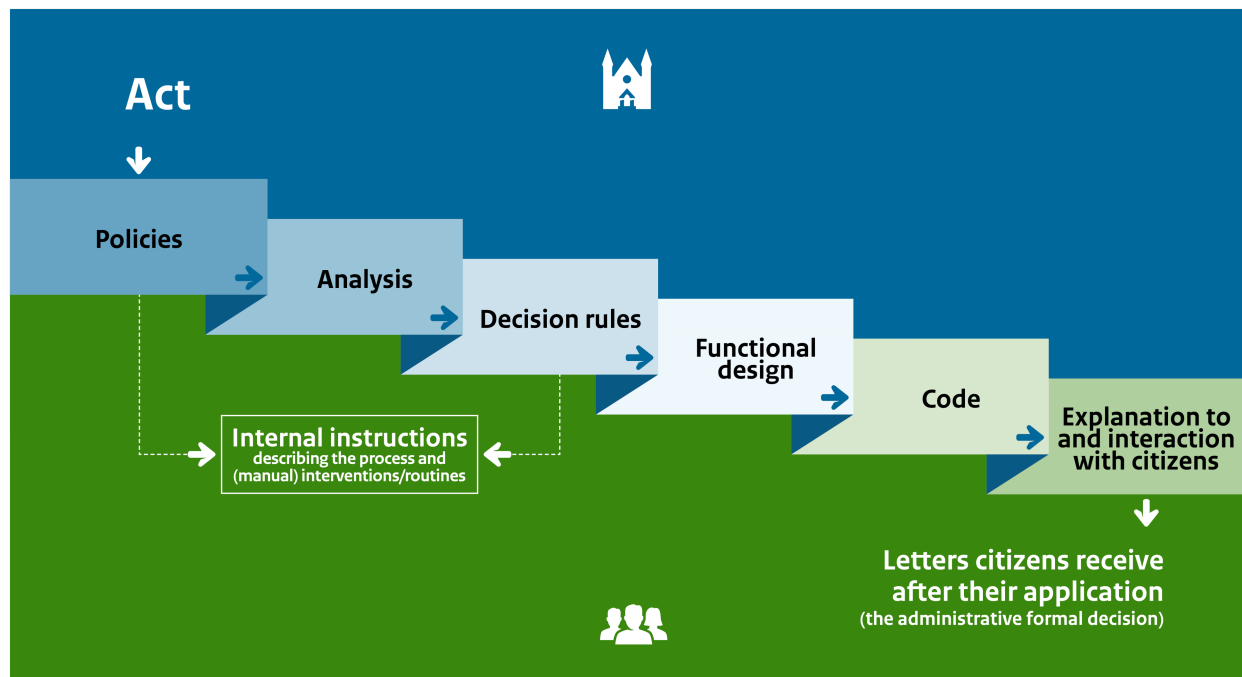 Act
Policies
Analysis
Decision rules
Functional
design
Code
Explanation to
and interaction
with citizens
Internal instructions
describing the process and
(manual) interventions/routines
Letters citizens receive
after their application
(the administrative formal decision)